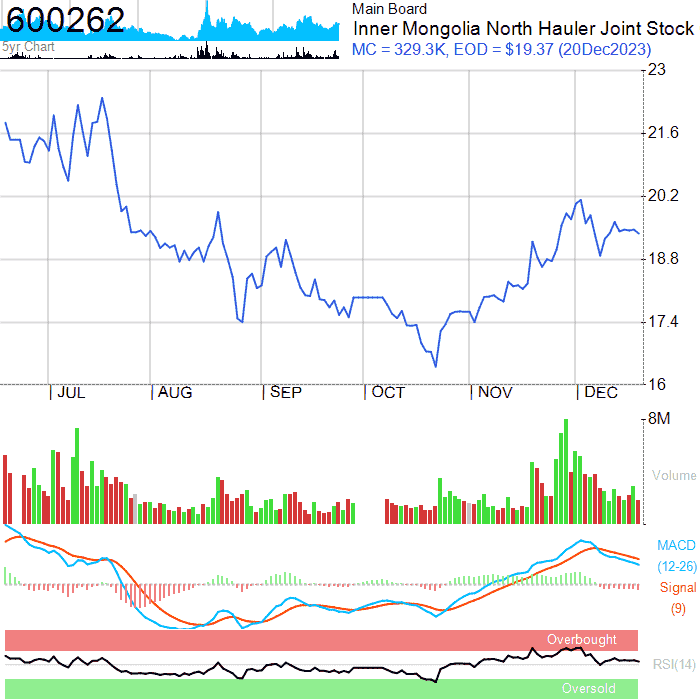 600262
5yr Chart
Main Board
Inner Mongolia North Hauler Joint Stock
MC = 329.3K, EOD = $19.37 (20Dec2023)
23
21.6
20.2
18.8
17.4
16
JUL AUG SEP OCT NOV DEC
8M
Volume
MACD
(12-26)
Signal
(9)
Overbought
RSI(14)
Oversold